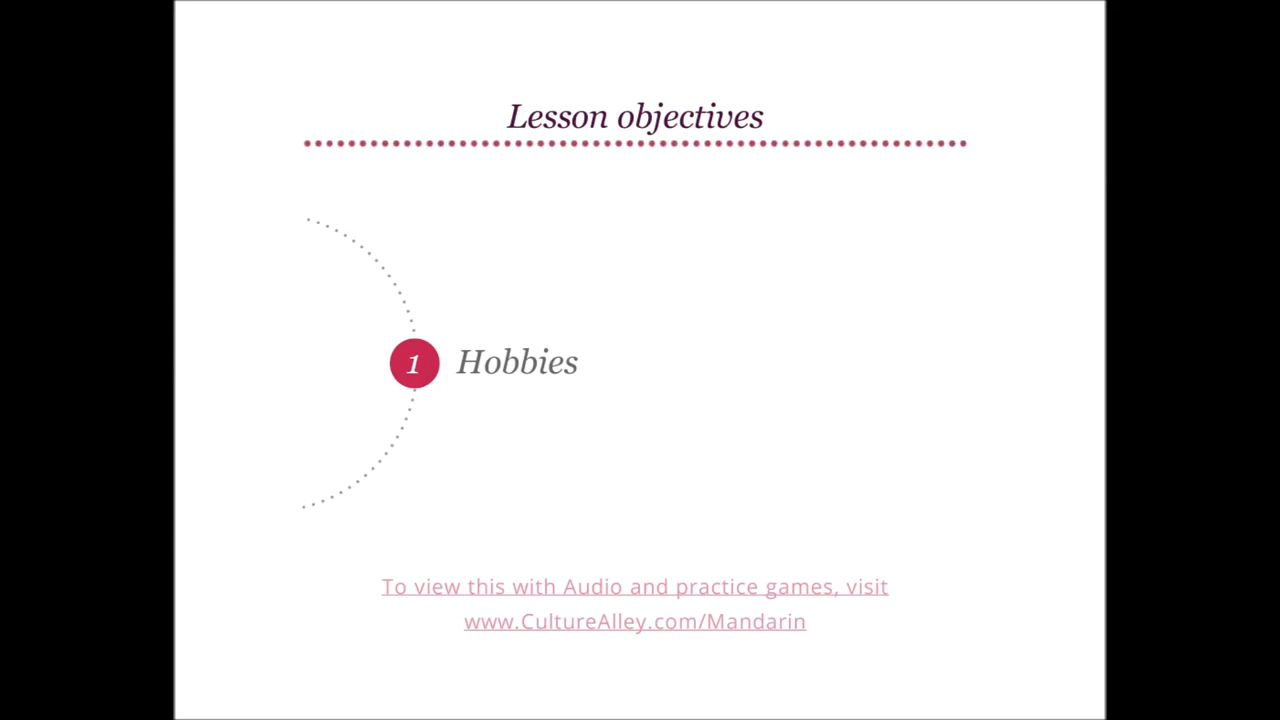 Lesson objectives
1 Hobbies
To view this with Audio and practice games, visit
www.CultureAlley.com/Mandarin